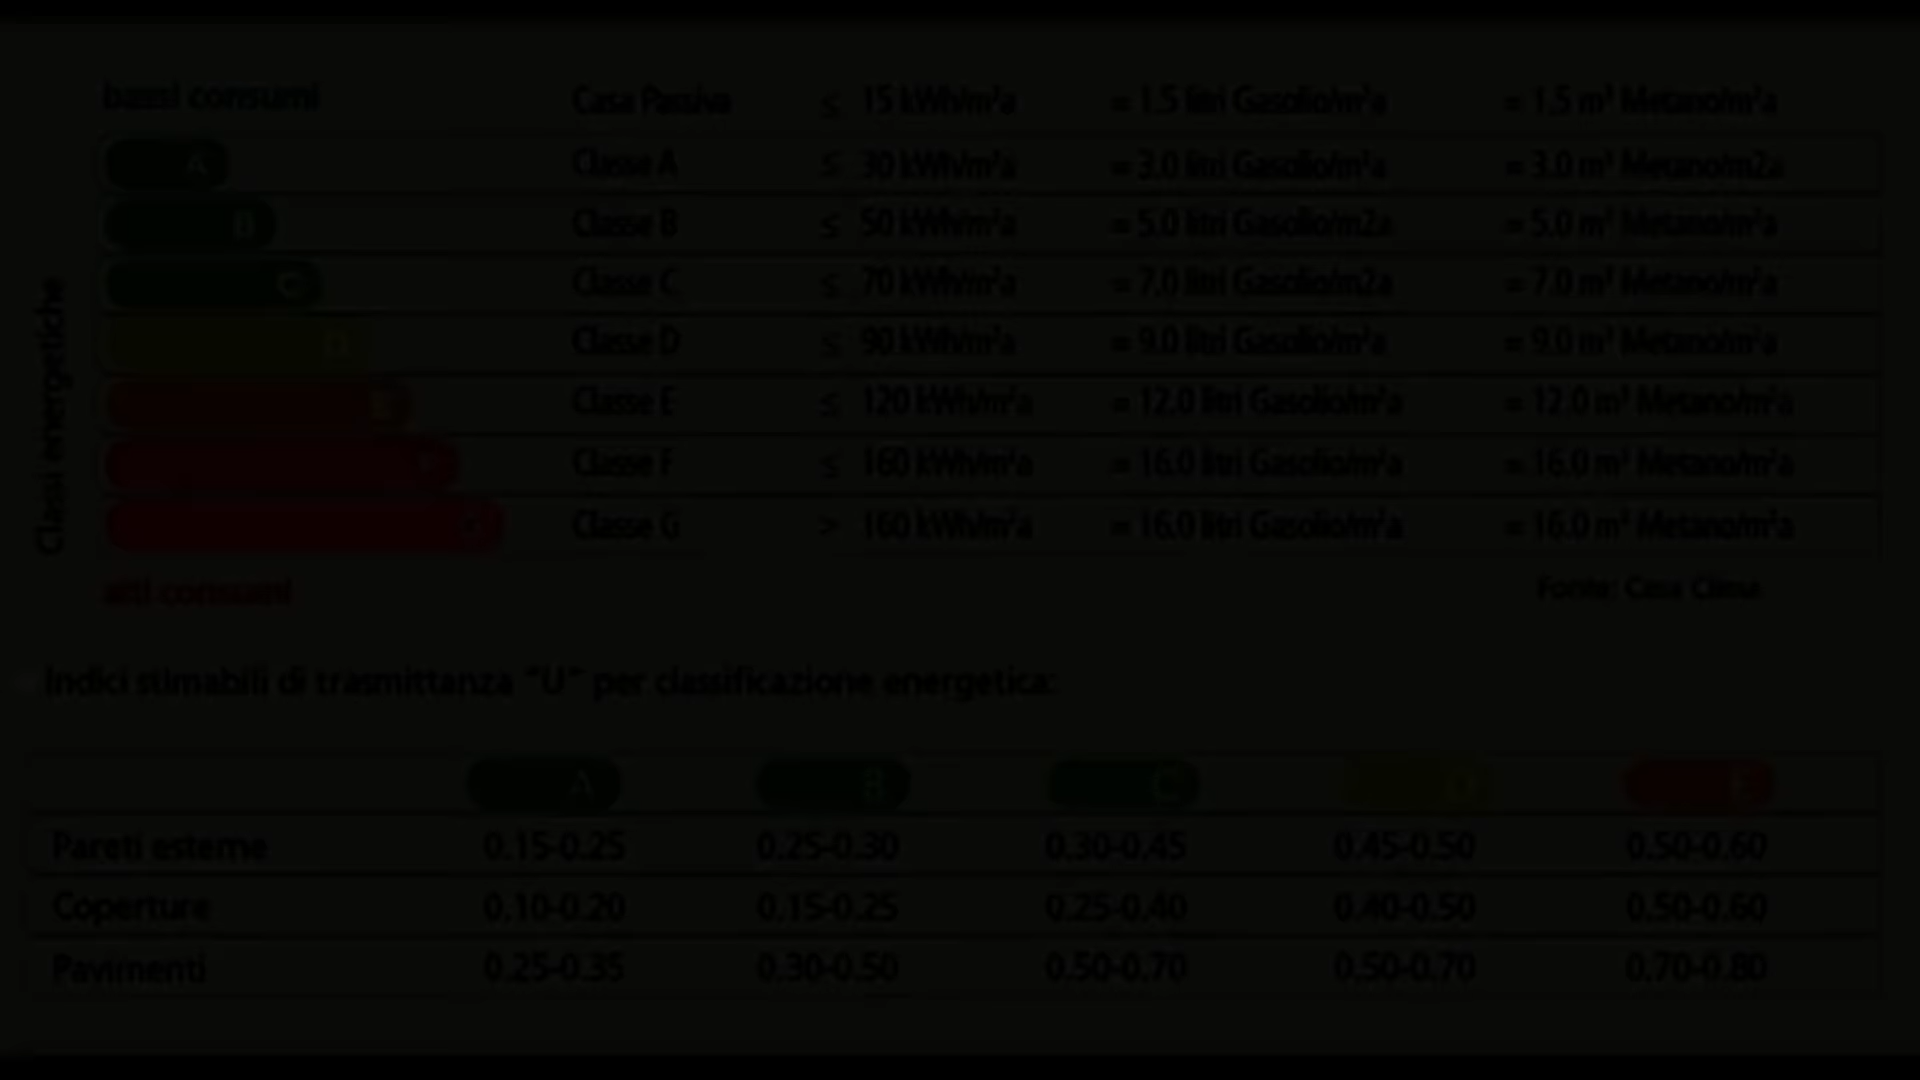 bassi consumi Casa Passiva ≤ 15 kWh/m²a = 1.5 litri Gasolio/m²a = 1.5 m³ Metano/m²a
A Classe A ≤ 30 kWh/m²a = 3.0 litri Gasolio/m²a = 3.0 m³ Metano/m2a
B Classe B ≤ 50 kWh/m²a = 5.0 litri Gasolio/m2a = 5.0 m³ Metano/m²a
C Classe C ≤ 70 kWh/m²a = 7.0 litri Gasolio/m2a = 7.0 m³ Metano/m²a
D Classe D ≤ 90 kWh/m²a = 9.0 litri Gasolio/m²a = 9.0 m³ Metano/m²a
E Classe E ≤ 120 kWh/m²a = 12.0 litri Gasolio/m²a = 12.0 m³ Metano/m²a
F Classe F ≤ 160 kWh/m²a = 16.0 litri Gasolio/m²a = 16.0 m³ Metano/m²a
G Classe G > 160 kWh/m²a = 16.0 litri Gasolio/m²a = 16.0 m³ Metano/m²a
Classi energetiche
alti consumi Fonte: Casa Clima
Indici stimabili di trasmittanza "U" per classificazione energetica:
A B C D E
Pareti esterne 0.15-0.25 0.25-0.30 0.30-0.45 0.45-0.50 0.50-0.60
Coperture 0.10-0.20 0.15-0.25 0.25-0.40 0.40-0.50 0.50-0.60
Pavimenti 0.25-0.35 0.30-0.50 0.50-0.70 0.50-0.70 0.70-0.80